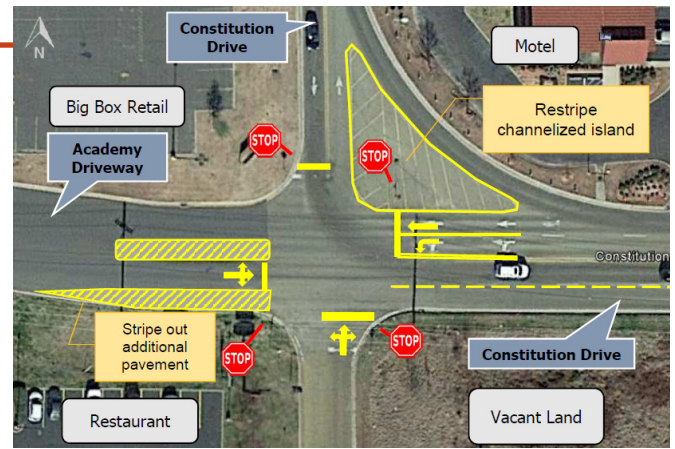 N
Constitution
Drive
Motel
Big Box Retail
Restripe
channelized island
Academy
Driveway
STOP
STOP
Constitution
Stripe out
additional
pavement
STOP
STOP
Constitution Drive
Restaurant
Vacant Land